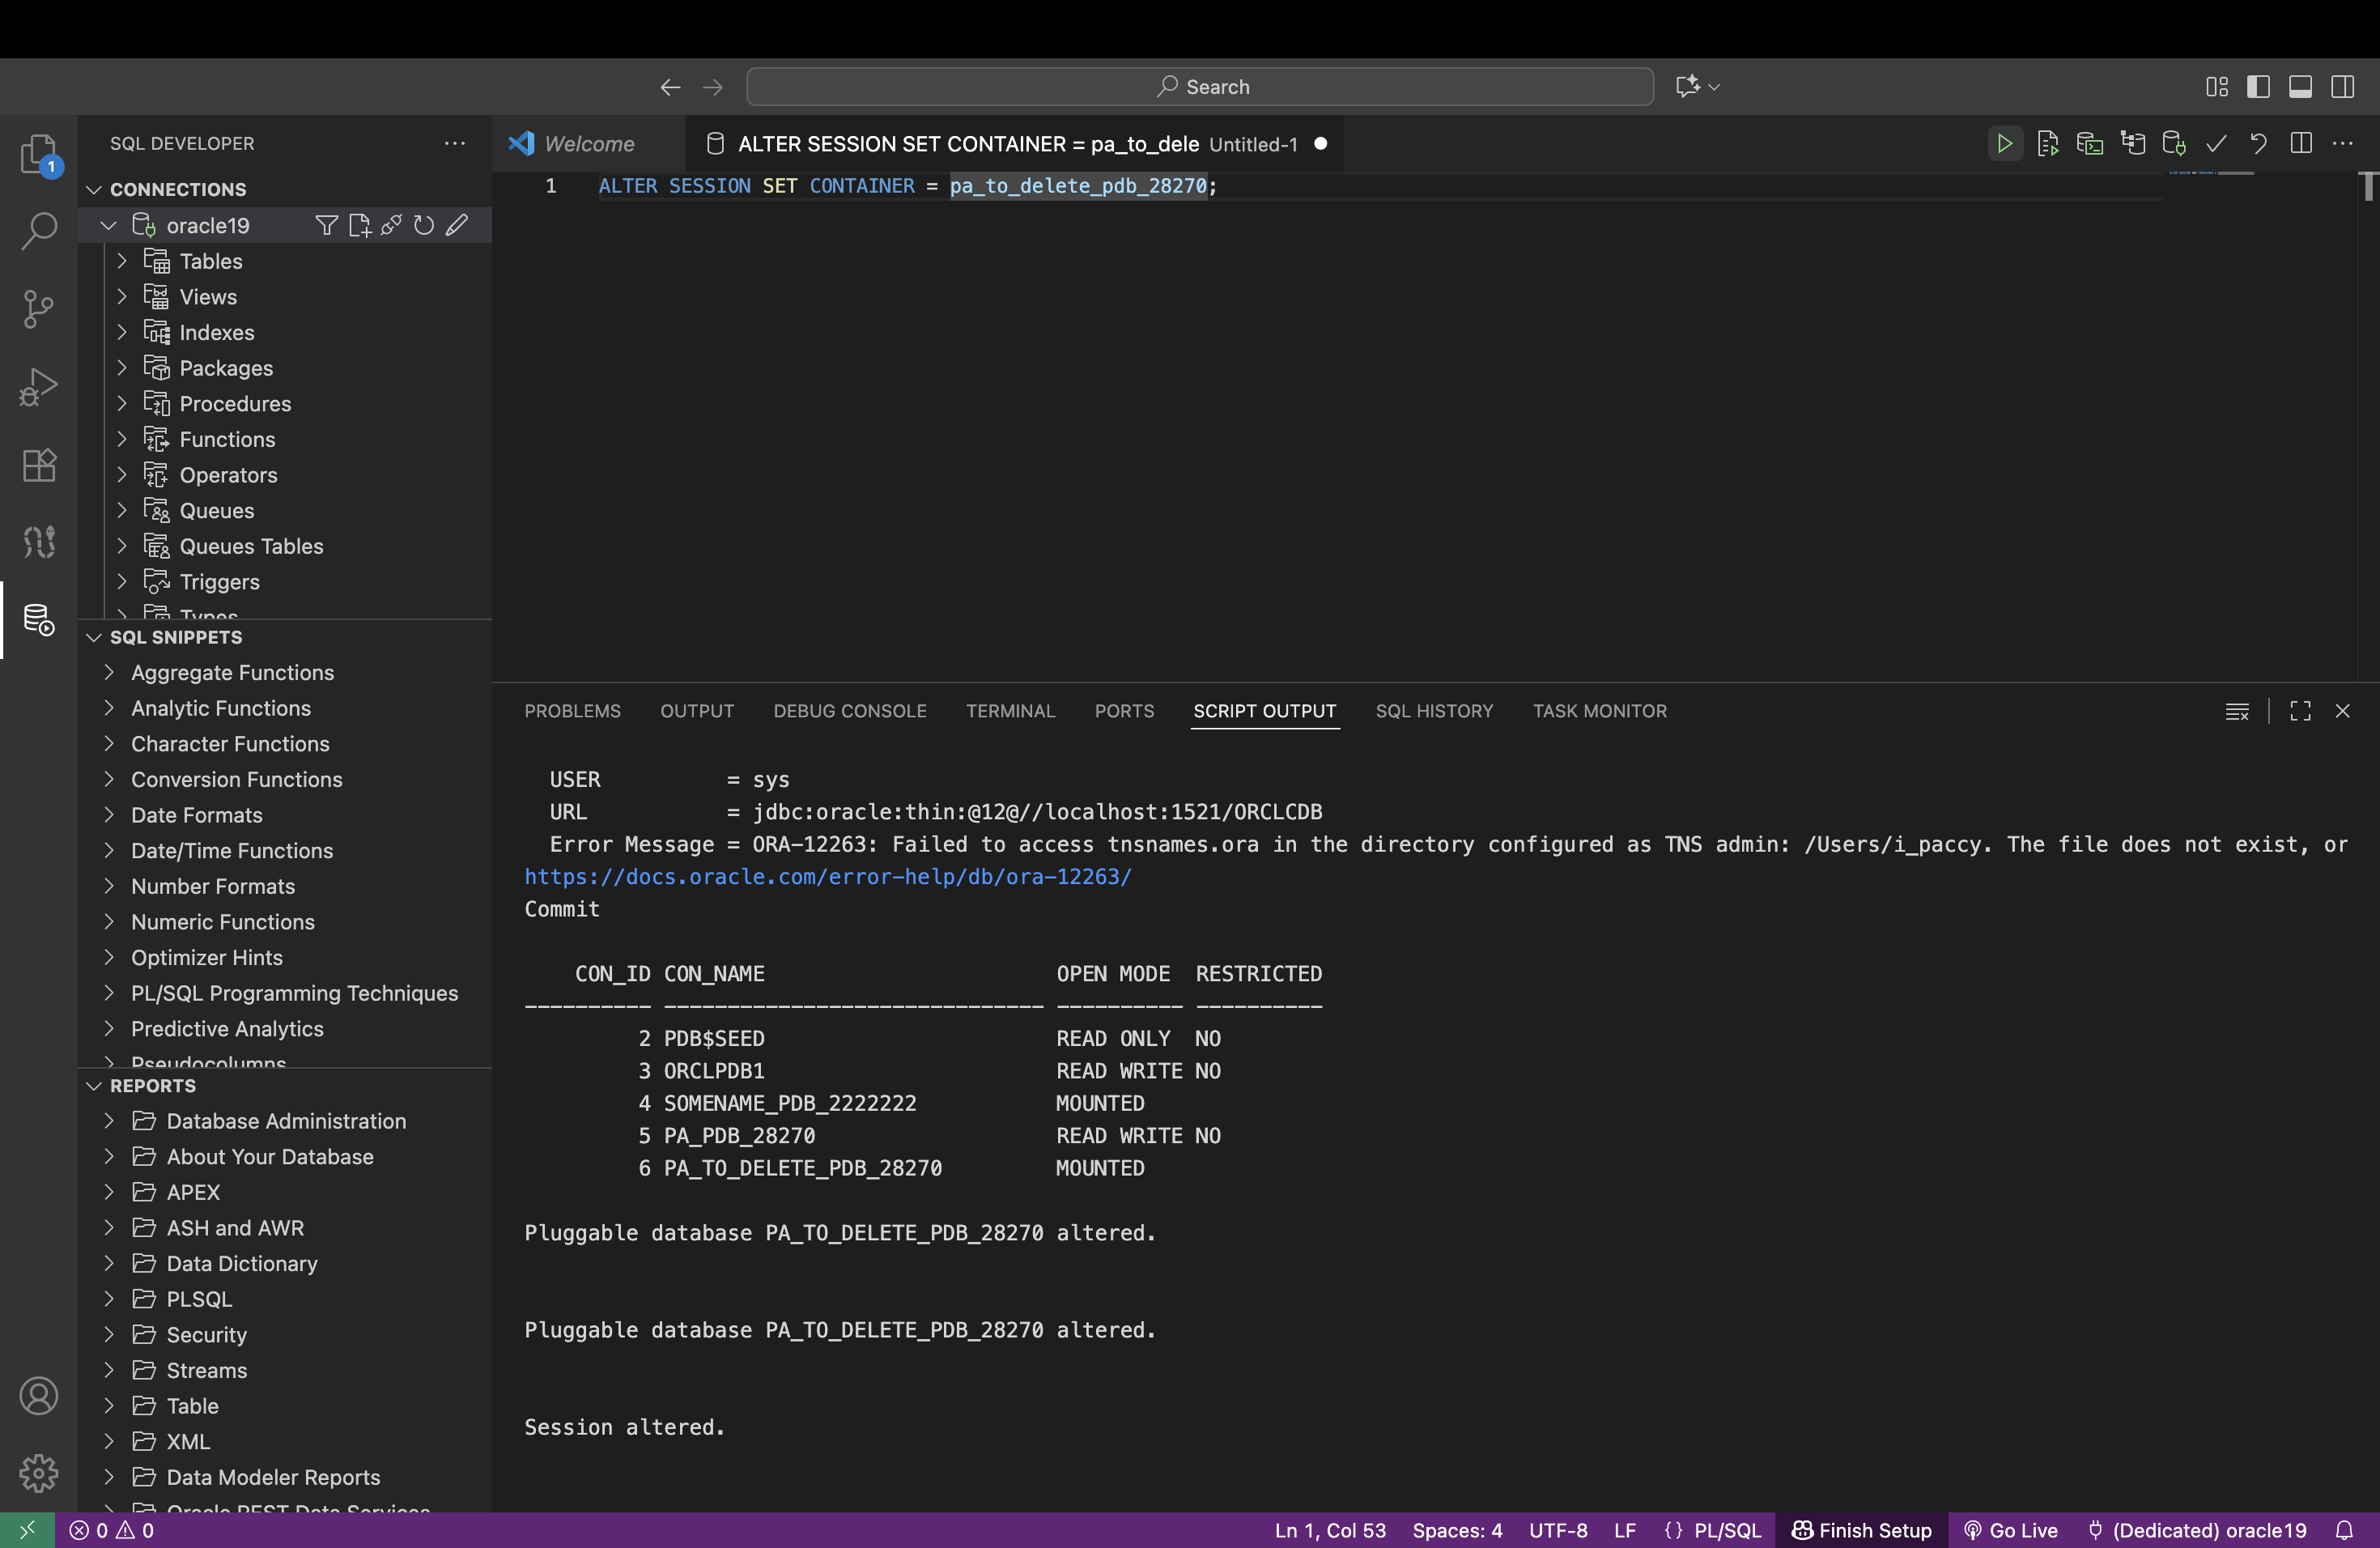 Search
SQL DEVELOPER
Welcome
ALTER SESSION SET CONTAINER = pa_to_dele Untitled-1
1
CONNECTIONS
oracle19
Tables
Views
Indexes
Packages
Procedures
Functions
Operators
Queues
Queues Tables
Triggers
Types
SQL SNIPPETS
Aggregate Functions
Analytic Functions
Character Functions
Conversion Functions
Date Formats
Date/Time Functions
Number Formats
Numeric Functions
Optimizer Hints
PL/SQL Programming Techniques
Predictive Analytics
Pseudocolumns
REPORTS
Database Administration
About Your Database
APEX
ASH and AWR
Data Dictionary
PLSQL
Security
Streams
Table
XML
Data Modeler Reports
Oracle REST Data Services
1 ALTER SESSION SET CONTAINER = pa_to_delete_pdb_28270;
PROBLEMS OUTPUT DEBUG CONSOLE TERMINAL PORTS SCRIPT OUTPUT SQL HISTORY TASK MONITOR
USER = sys
URL = jdbc:oracle:thin:@12@//localhost:1521/ORCLCDB
Error Message = ORA-12263: Failed to access tnsnames.ora in the directory configured as TNS admin: /Users/i_paccy. The file does not exist, or
https://docs.oracle.com/error-help/db/ora-12263/
Commit
CON_ID CON_NAME OPEN MODE RESTRICTED
---------- ------------------------------ ---------- ----------
2 PDB$SEED READ ONLY NO
3 ORCLPDB1 READ WRITE NO
4 SOMENAME_PDB_2222222 MOUNTED
5 PA_PDB_28270 READ WRITE NO
6 PA_TO_DELETE_PDB_28270 MOUNTED
Pluggable database PA_TO_DELETE_PDB_28270 altered.
Pluggable database PA_TO_DELETE_PDB_28270 altered.
Session altered.
0 0 Ln 1, Col 53 Spaces: 4 UTF-8 LF {} PL/SQL Finish Setup Go Live (Dedicated) oracle19